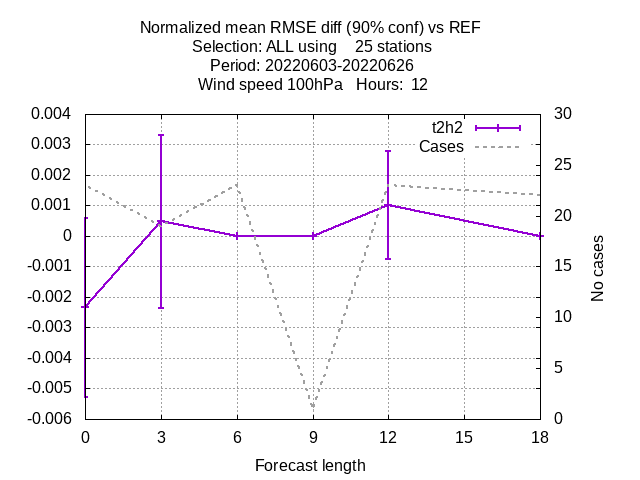 Normalized mean RMSE diff (90% conf) vs REF
Selection: ALL using    25 stations
Period: 20220603-20220626
Wind speed 100hPa   Hours:  12
0.004
0.003
0.002
0.001
0
-0.001
-0.002
-0.003
-0.004
-0.005
-0.006
t2h2
Cases
30
25
20
15
10
5
0
No cases
0 3 6 9 12 15 18
Forecast length